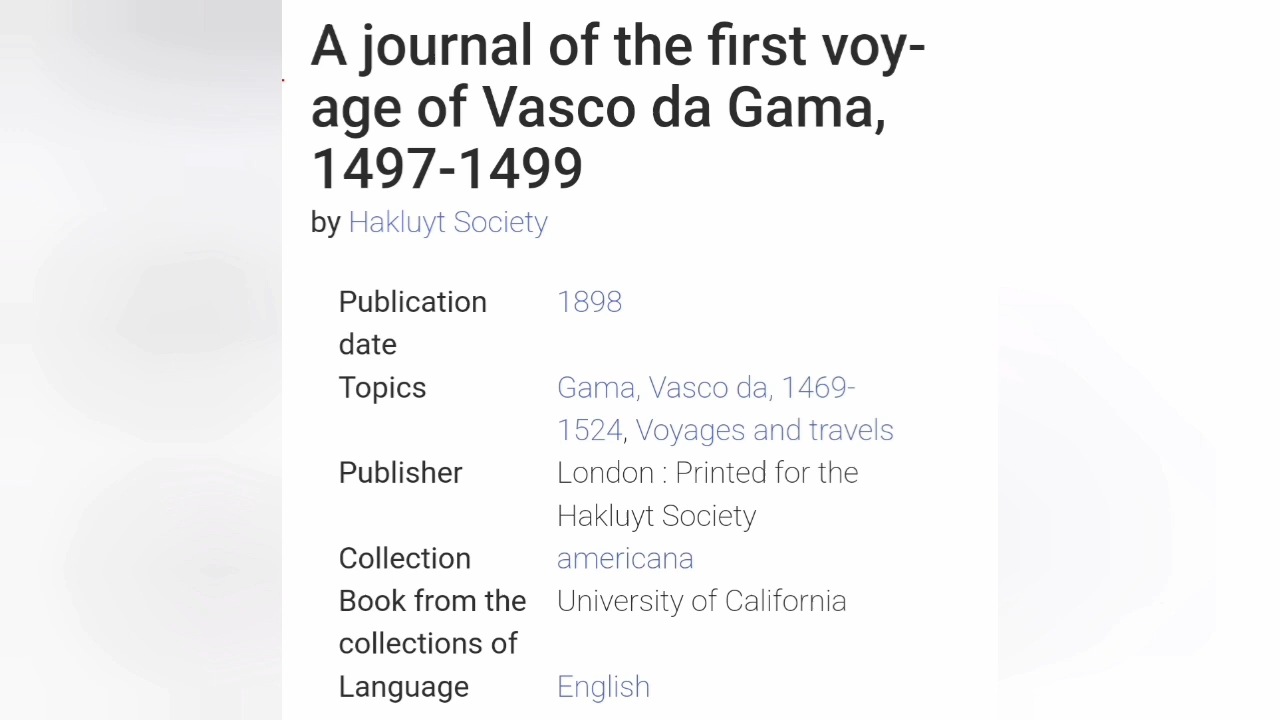 A journal of the first voy-
age of Vasco da Gama,
1497-1499
by Hakluyt Society
Publication 1898
date
Topics Gama, Vasco da, 1469-
1524, Voyages and travels
Publisher London : Printed for the
Hakluyt Society
Collection americana
Book from the University of California
collections of
Language English